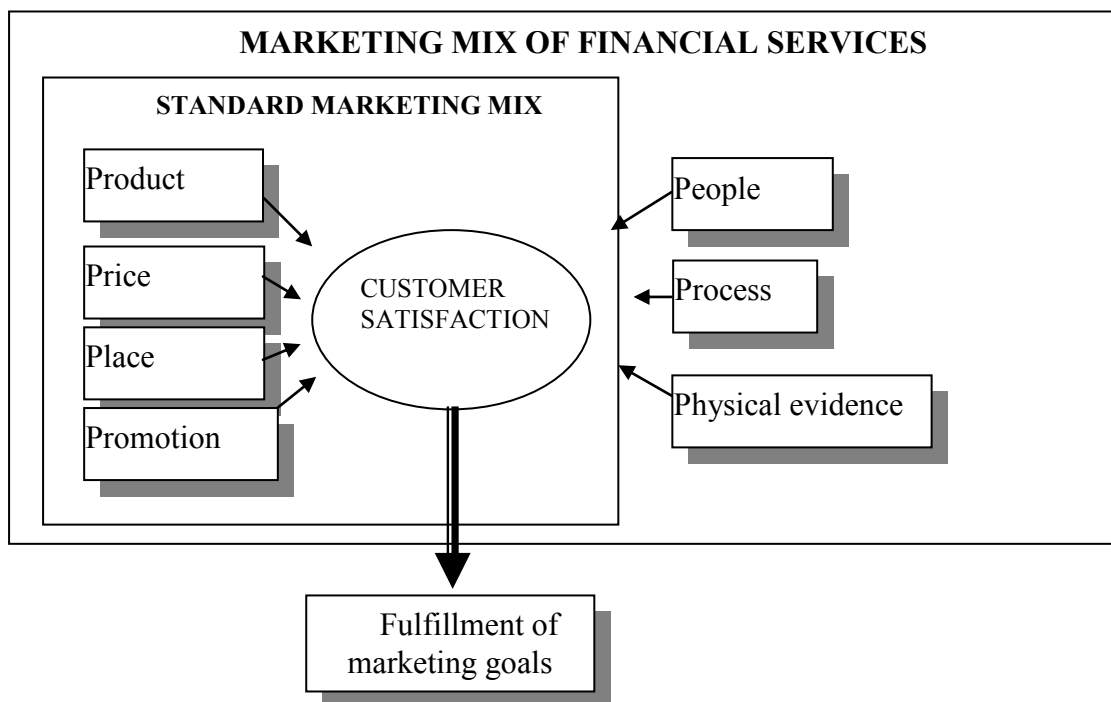 MARKETING MIX OF FINANCIAL SERVICES
STANDARD MARKETING MIX
Product
Price
Place
Promotion
CUSTOMER
SATISFACTION
People
Process
Physical evidence
Fulfillment of
marketing goals